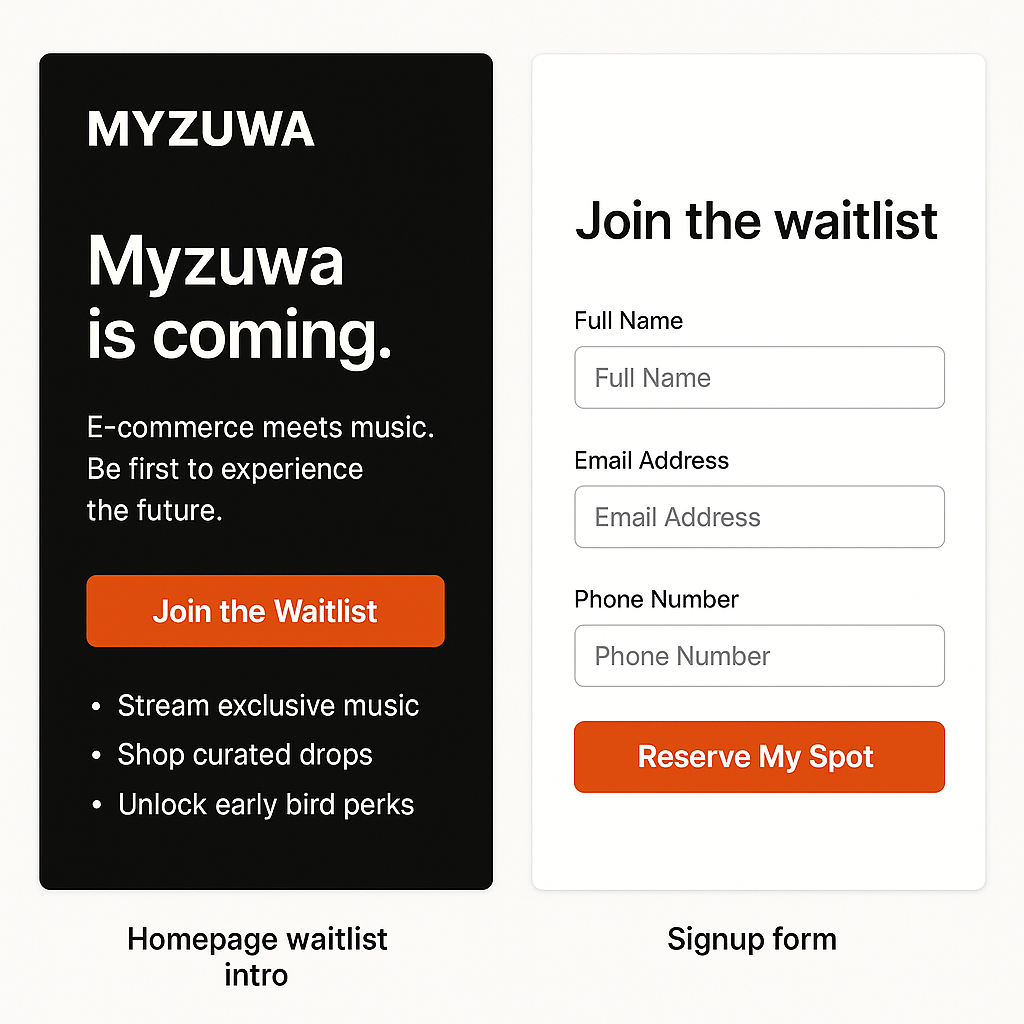 MYZUWA
Myzuwa
is coming.
E-commerce meets music.
Be first to experience
the future.
Join the Waitlist
• Stream exclusive music
• Shop curated drops
• Unlock early bird perks
Homepage waitlist
intro
Join the waitlist
Full Name
Full Name
Email Address
Email Address
Phone Number
Phone Number
Reserve My Spot
Signup form